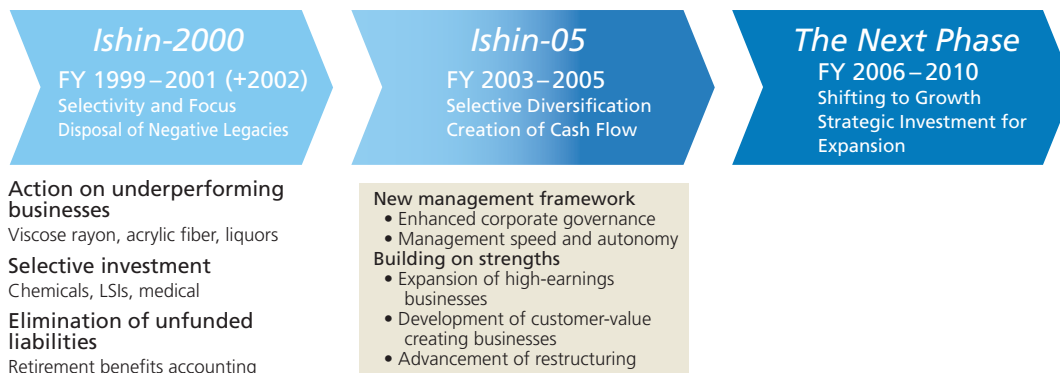 Ishin-2000
FY 1999–2001 (+2002)
Selectivity and Focus
Disposal of Negative Legacies
Ishin-05
FY 2003–2005
Selective Diversification
Creation of Cash Flow
The Next Phase
FY 2006–2010
Shifting to Growth
Strategic Investment for
Expansion
Action on underperforming
businesses
Viscose rayon, acrylic fiber, liquors
Selective investment
Chemicals, LSIs, medical
Elimination of unfunded
liabilities
Retirement benefits accounting
New management framework
• Enhanced corporate governance
• Management speed and autonomy
Building on strengths
• Expansion of high-earnings
businesses
• Development of customer-value
creating businesses
• Advancement of restructuring